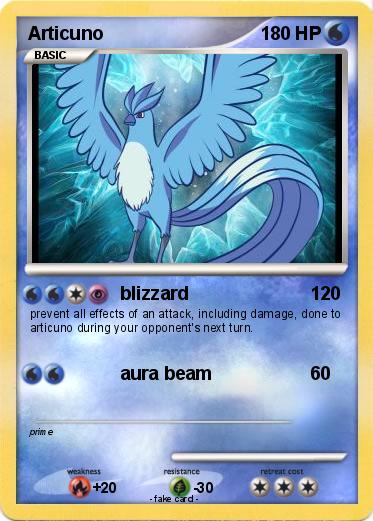 Articuno 180 HP
BASIC
blizzard 120
prevent all effects of an attack, including damage, done to
articuno during your opponent's next turn.
aura beam 60
prime
weakness resistance retreat cost
+20 -30
- fake card -